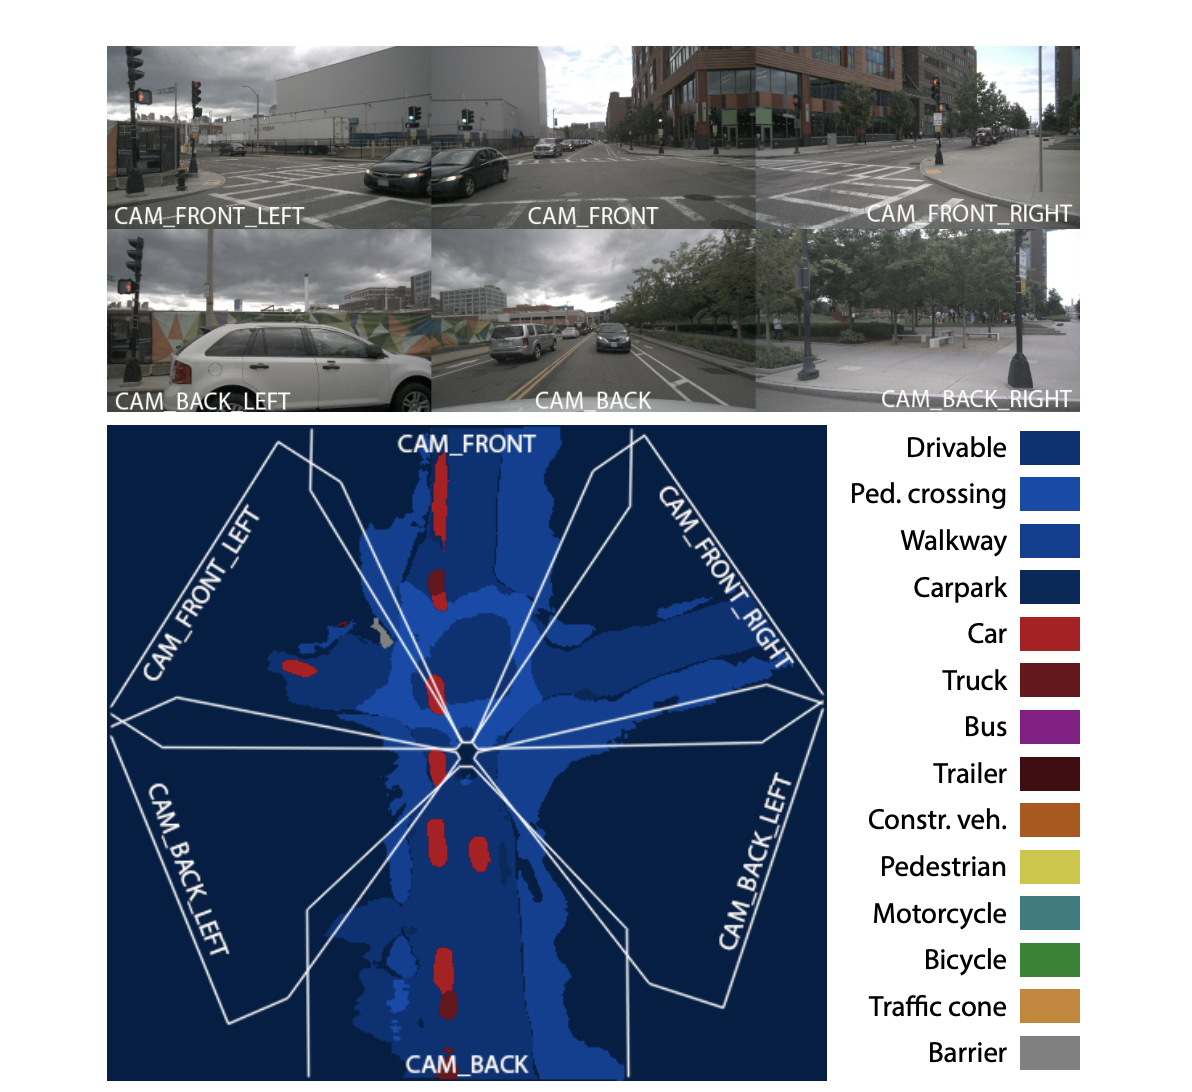 CAM_FRONT_LEFT
CAM_FRONT
CAM_FRONT_RIGHT
CAM_BACK_LEFT
CAM_BACK
CAM_BACK_RIGHT
CAM_FRONT
CAM_FRONT_LEFT
CAM_FRONT_RIGHT
CAM_BACK_LEFT
CAM_BACK_LEFT
CAM_BACK
Drivable
Ped. crossing
Walkway
Carpark
Car
Truck
Bus
Trailer
Constr. veh.
Pedestrian
Motorcycle
Bicycle
Traffic cone
Barrier